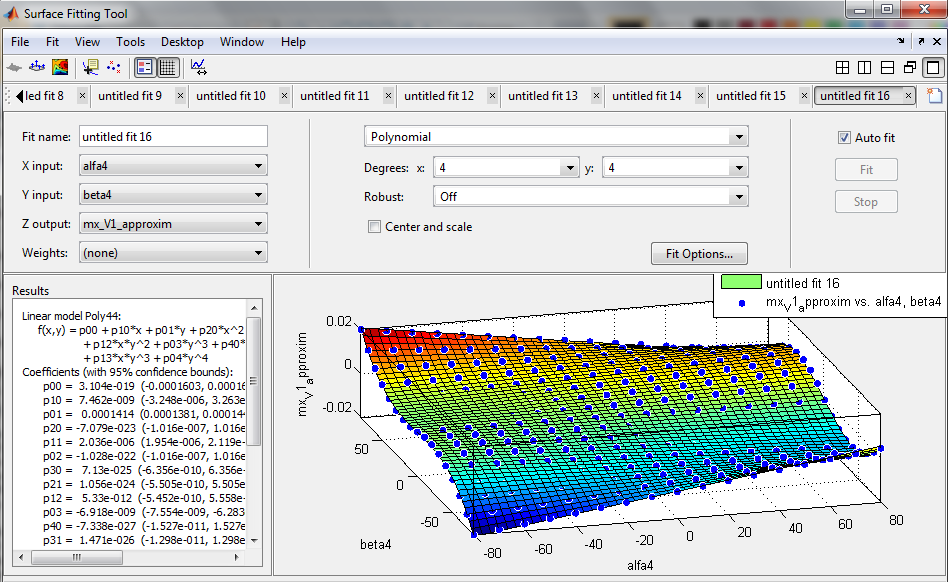 Surface Fitting Tool
File Fit View Tools Desktop Window Help
led fit 8 untitled fit 9 untitled fit 10 untitled fit 11 untitled fit 12 untitled fit 13 untitled fit 14 untitled fit 15 untitled fit 16
Fit name: untitled fit 16
X input: alfa4
Y input: beta4
Z output: mx_V1_approxim
Weights: (none)
Polynomial
Degrees: x: 4 y: 4
Robust: Off
Center and scale
Fit Options...
Auto fit
Fit
Stop
Results
Linear model Poly44:
f(x,y) = p00 + p10*x + p01*y + p20*x^2
+ p12*x*y^2 + p03*y^3 + p40*
+ p13*x*y^3 + p04*y^4
Coefficients (with 95% confidence bounds):
p00 = 3.104e-019 (-0.0001603, 0.00016
p10 = 7.462e-009 (-3.248e-006, 3.263e
p01 = 0.0001414 (0.0001381, 0.000144
p20 = -7.079e-023 (-1.016e-007, 1.016e
p11 = 2.036e-006 (1.954e-006, 2.119e-
p02 = -1.028e-022 (-1.016e-007, 1.016e
p30 = 7.13e-025 (-6.356e-010, 6.356e-
p21 = 1.056e-024 (-5.505e-010, 5.505e-
p12 = 5.33e-012 (-5.452e-010, 5.558e-
p03 = -6.918e-009 (-7.554e-009, -6.283
p40 = -7.338e-027 (-1.527e-011, 1.527e
p31 = 1.471e-026 (-1.298e-011, 1.298e
untitled fit 16
mxV1approxim vs. alfa4, beta4
mxV1approxim
0.02
0
-0.02
50
0
-50
beta4
-80 -60 -40 -20 0 20 40 60 80
alfa4